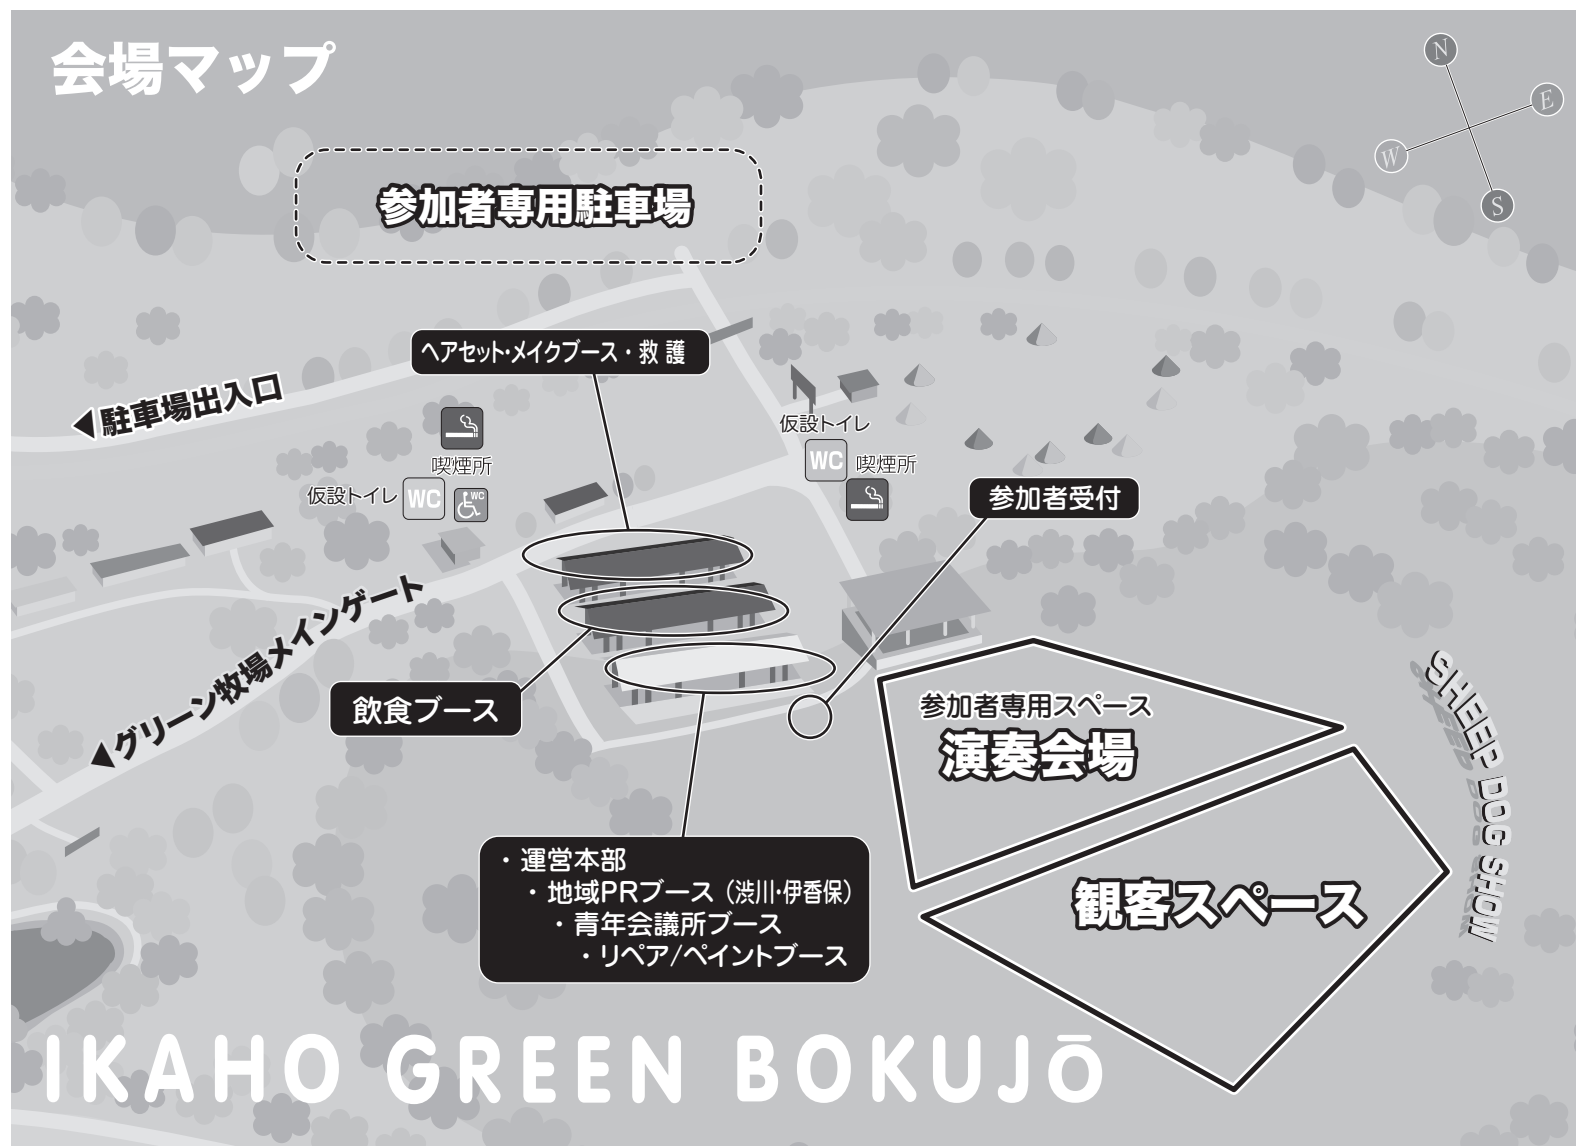 会場マップ
N
E
W
S
参加者専用駐車場
ヘアセット・メイクブース・救護
◀駐車場出入口
喫煙所
仮設トイレ
WC
WC
仮設トイレ
WC
喫煙所
参加者受付
◀グリーン牧場メインゲート
飲食ブース
参加者専用スペース
演奏会場
SHEEP DOG SHOW
・運営本部
・地域PRブース（渋川・伊香保）
・青年会議所ブース
・リペア/ペイントブース
観客スペース
IKAHO GREEN BOKUJŌ